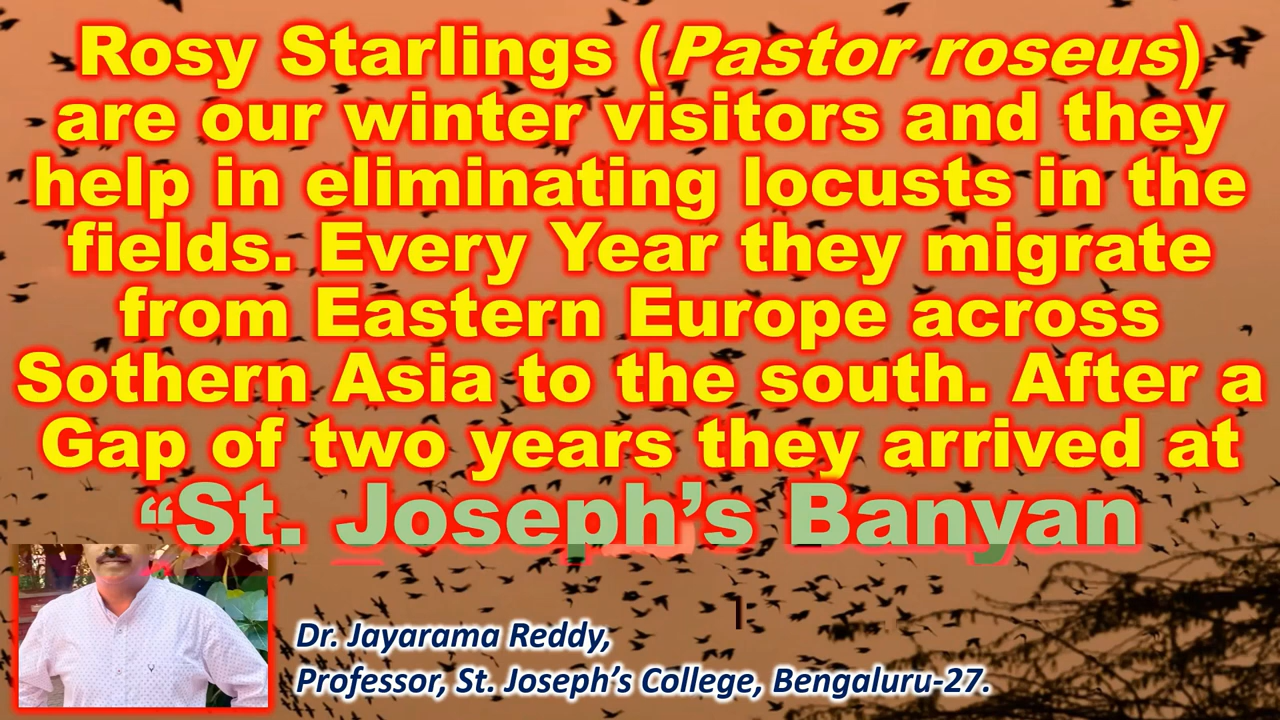 Rosy Starlings (Pastor roseus)
are our winter visitors and they
help in eliminating locusts in the
fields. Every Year they migrate
from Eastern Europe across
Sothern Asia to the south. After a
Gap of two years they arrived at
“St. Joseph’s Banyan
Dr. Jayarama Reddy,
Professor, St. Joseph’s College, Bengaluru-27.